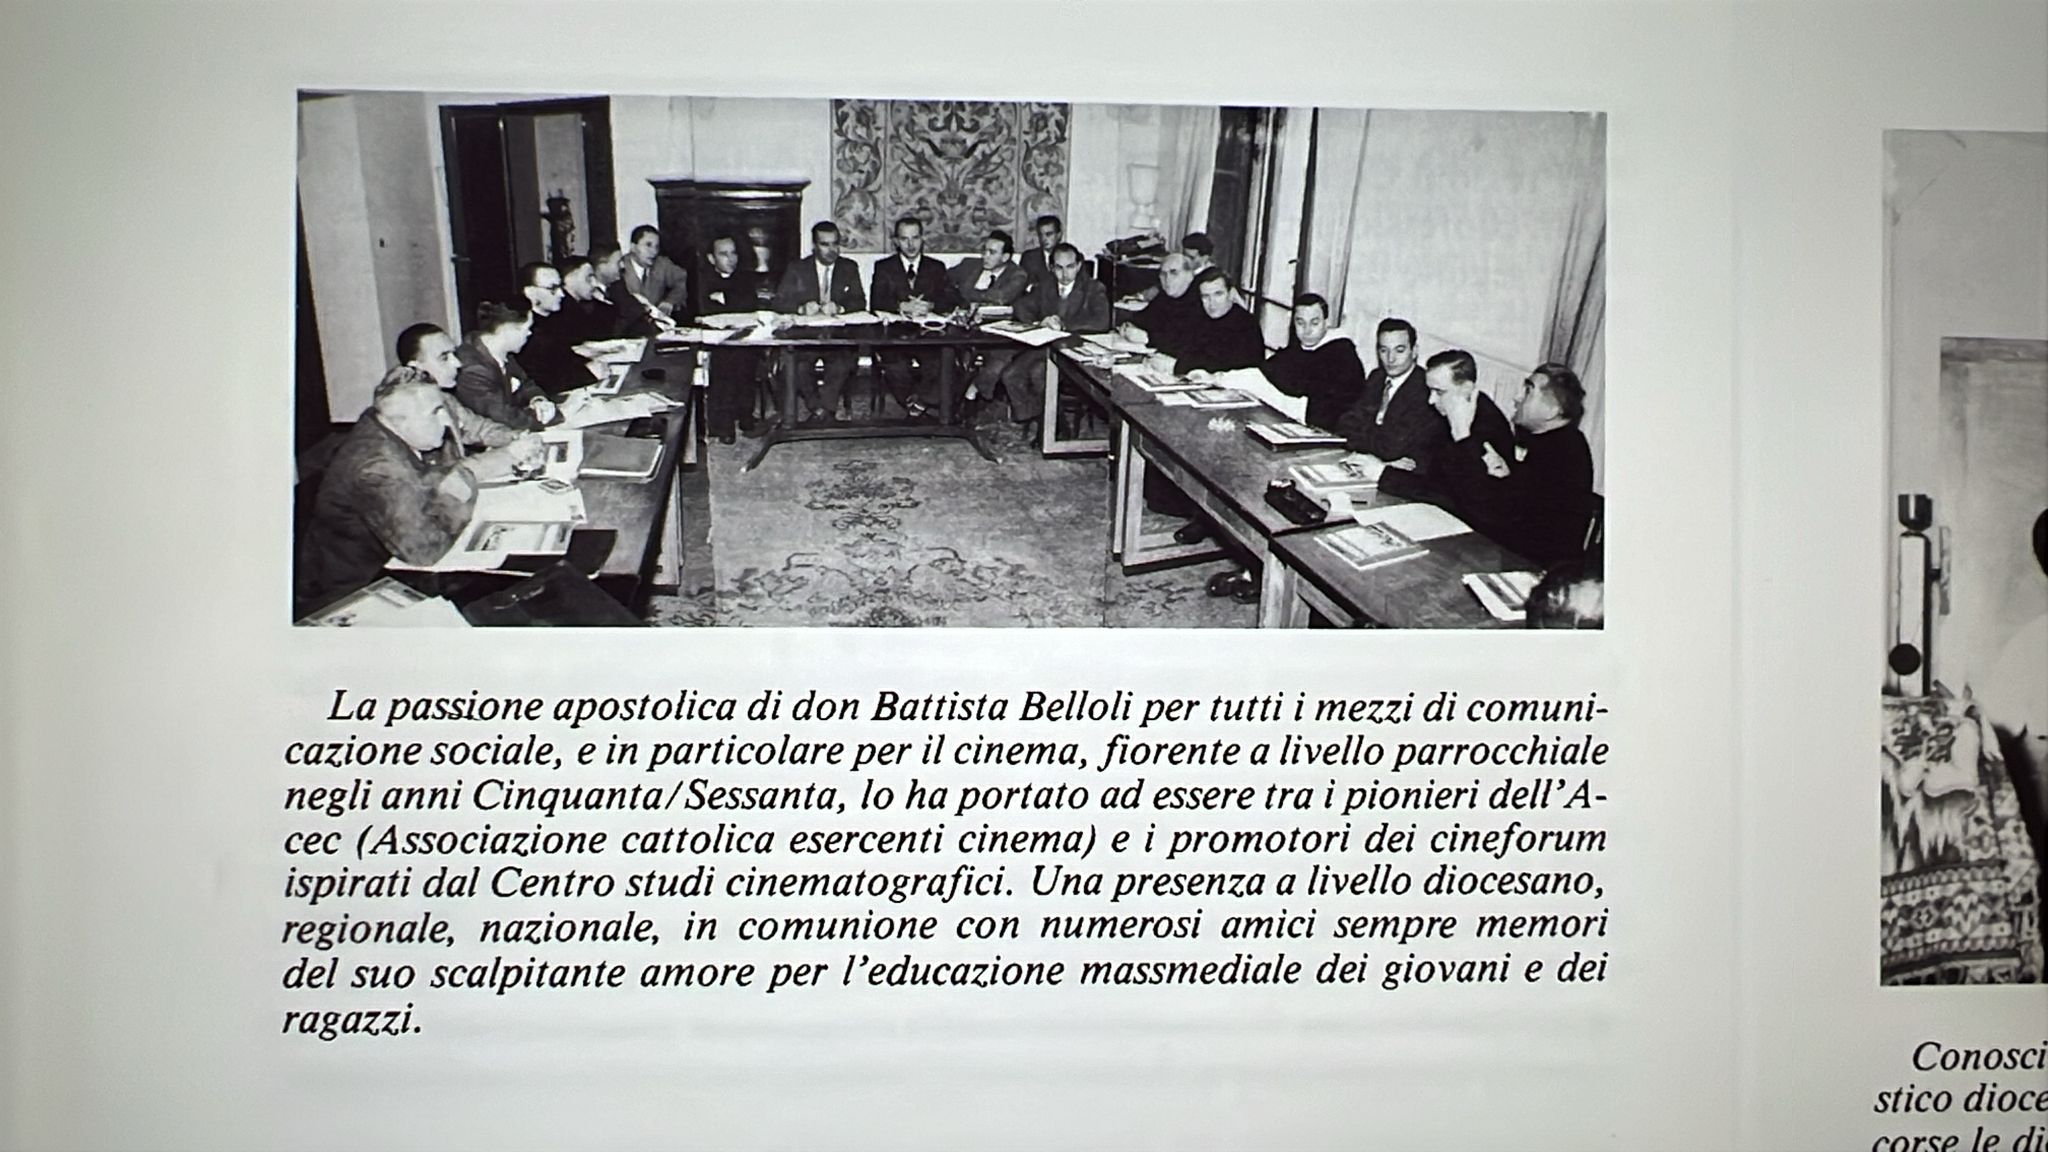 La passione apostolica di don Battista Belloli per tutti i mezzi di comuni-
cazione sociale, e in particolare per il cinema, fiorente a livello parrocchiale
negli anni Cinquanta/Sessanta, lo ha portato ad essere tra i pionieri dell'A-
cec (Associazione cattolica esercenti cinema) e i promotori dei cineforum
ispirati dal Centro studi cinematografici. Una presenza a livello diocesano,
regionale, nazionale, in comunione con numerosi amici sempre memori
del suo scalpitante amore per l'educazione massmediale dei giovani e dei
ragazzi.
Conosci
stico dioce
corse le di